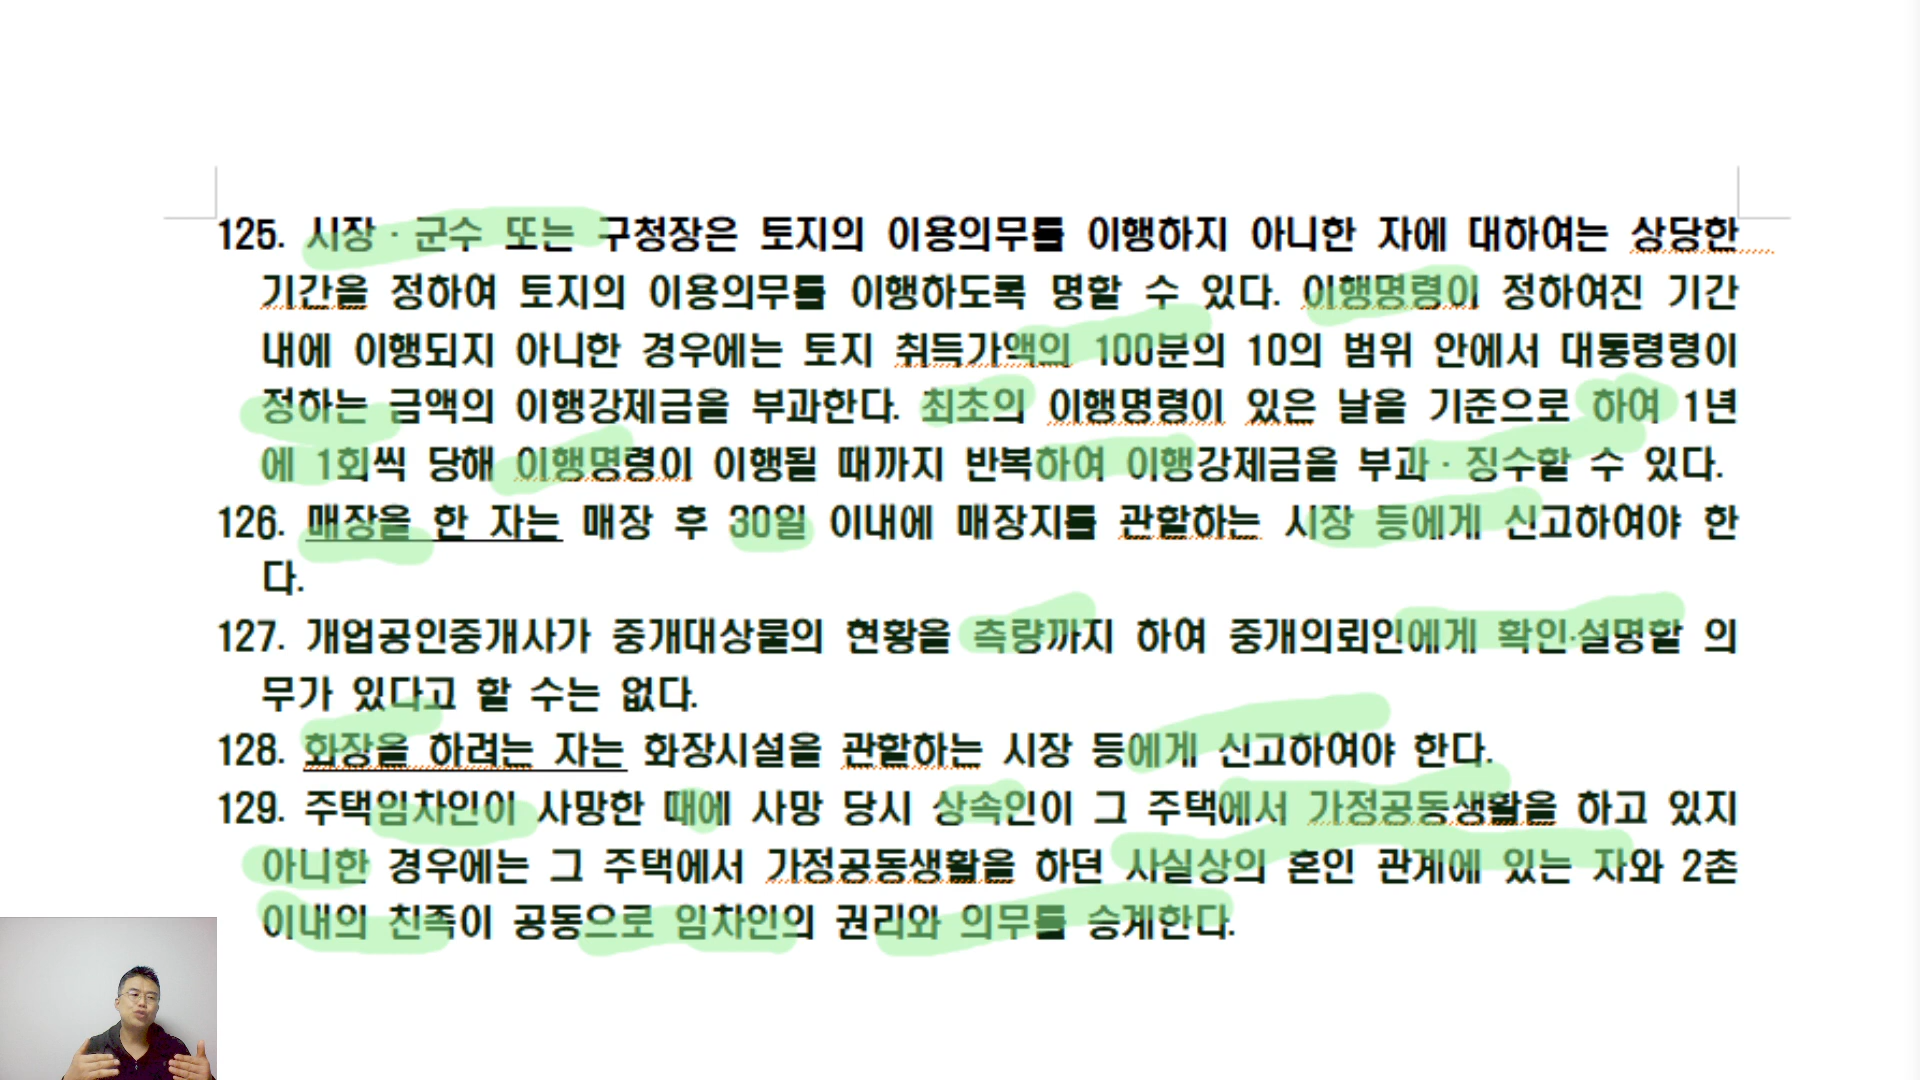 125. 시장·군수 또는 구청장은 토지의 이용의무를 이행하지 아니한 자에 대하여는 상당한
기간을 정하여 토지의 이용의무를 이행하도록 명할 수 있다. 이행명령이 정하여진 기간
내에 이행되지 아니한 경우에는 토지 취득가액의 100분의 10의 범위 안에서 대통령령이
정하는 금액의 이행강제금을 부과한다. 최초의 이행명령이 있은 날을 기준으로 하여 1년
에 1회씩 당해 이행명령이 이행될 때까지 반복하여 이행강제금을 부과·징수할 수 있다.
126. 매장을 한 자는 매장 후 30일 이내에 매장지를 관할하는 시장 등에게 신고하여야 한
다.
127. 개업공인중개사가 중개대상물의 현황을 측량까지 하여 중개의뢰인에게 확인·설명할 의
무가 있다고 할 수는 없다.
128. 화장을 하려는 자는 화장시설을 관할하는 시장 등에게 신고하여야 한다.
129. 주택임차인이 사망한 때에 사망 당시 상속인이 그 주택에서 가정공동생활을 하고 있지
아니한 경우에는 그 주택에서 가정공동생활을 하던 사실상의 혼인 관계에 있는 자와 2촌
이내의 친족이 공동으로 임차인의 권리와 의무를 승계한다.